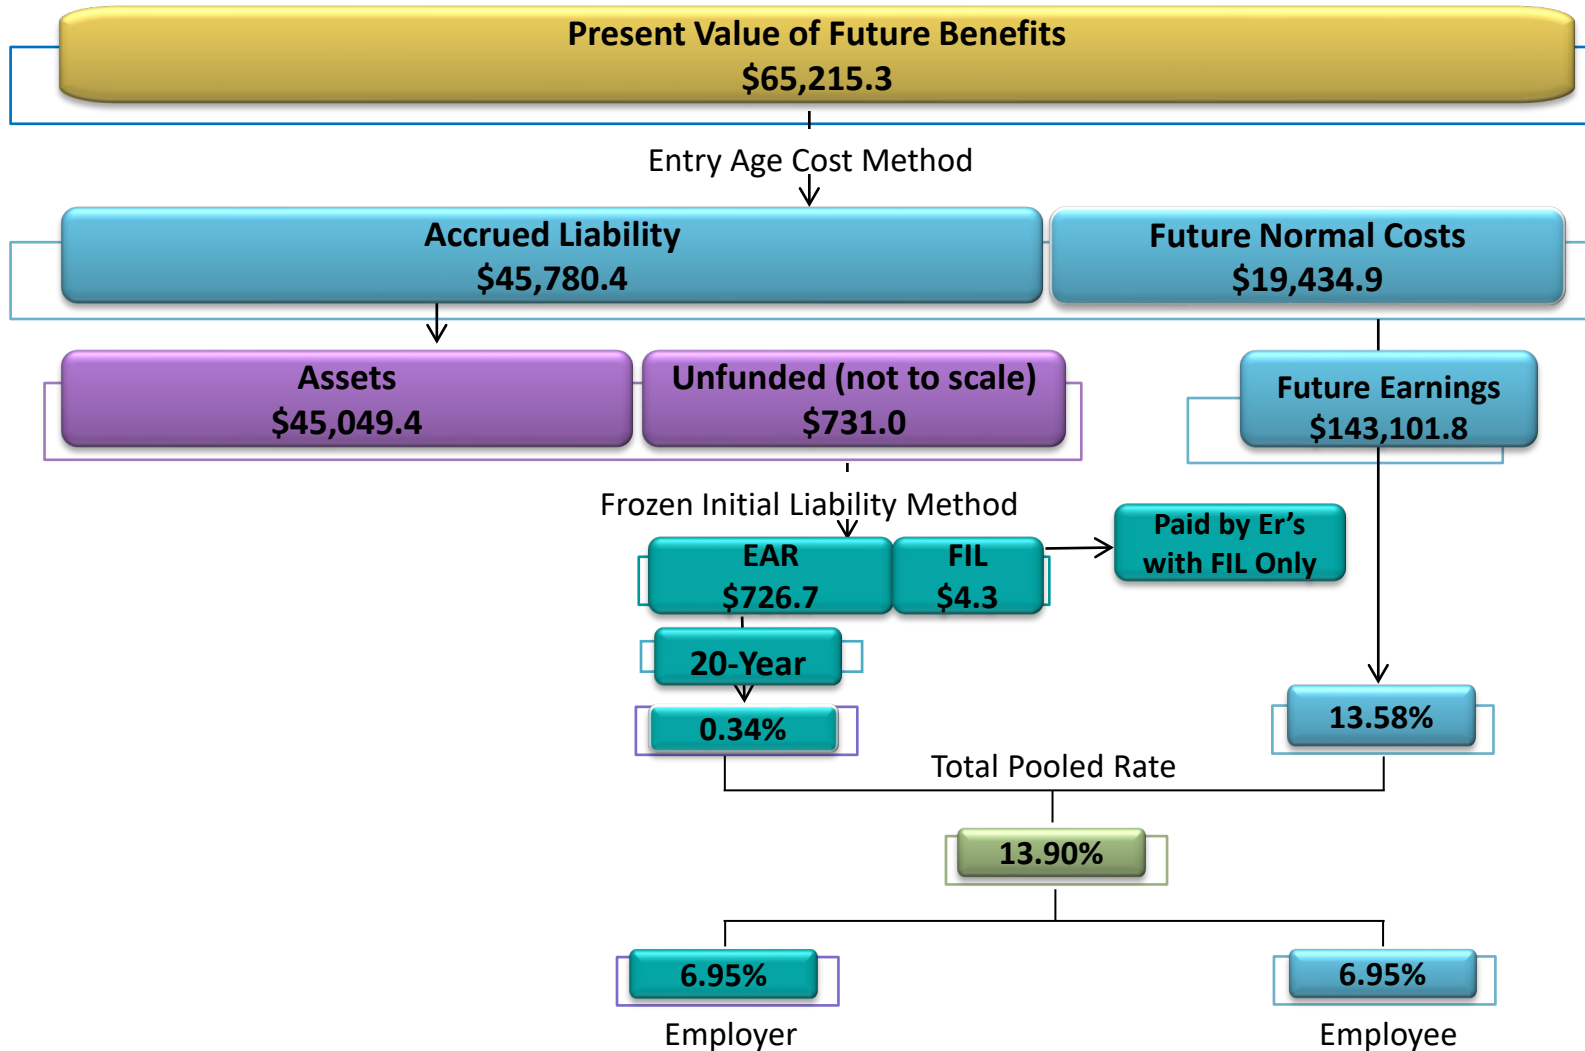 Present Value of Future Benefits
$65,215.3
Entry Age Cost Method
Accrued Liability
$45,780.4
Future Normal Costs
$19,434.9
Assets
$45,049.4
Unfunded (not to scale)
$731.0
Future Earnings
$143,101.8
Frozen Initial Liability Method
EAR
$726.7
FIL
$4.3
Paid by Er's
with FIL Only
20-Year
0.34%
13.58%
Total Pooled Rate
13.90%
6.95%
Employer
6.95%
Employee